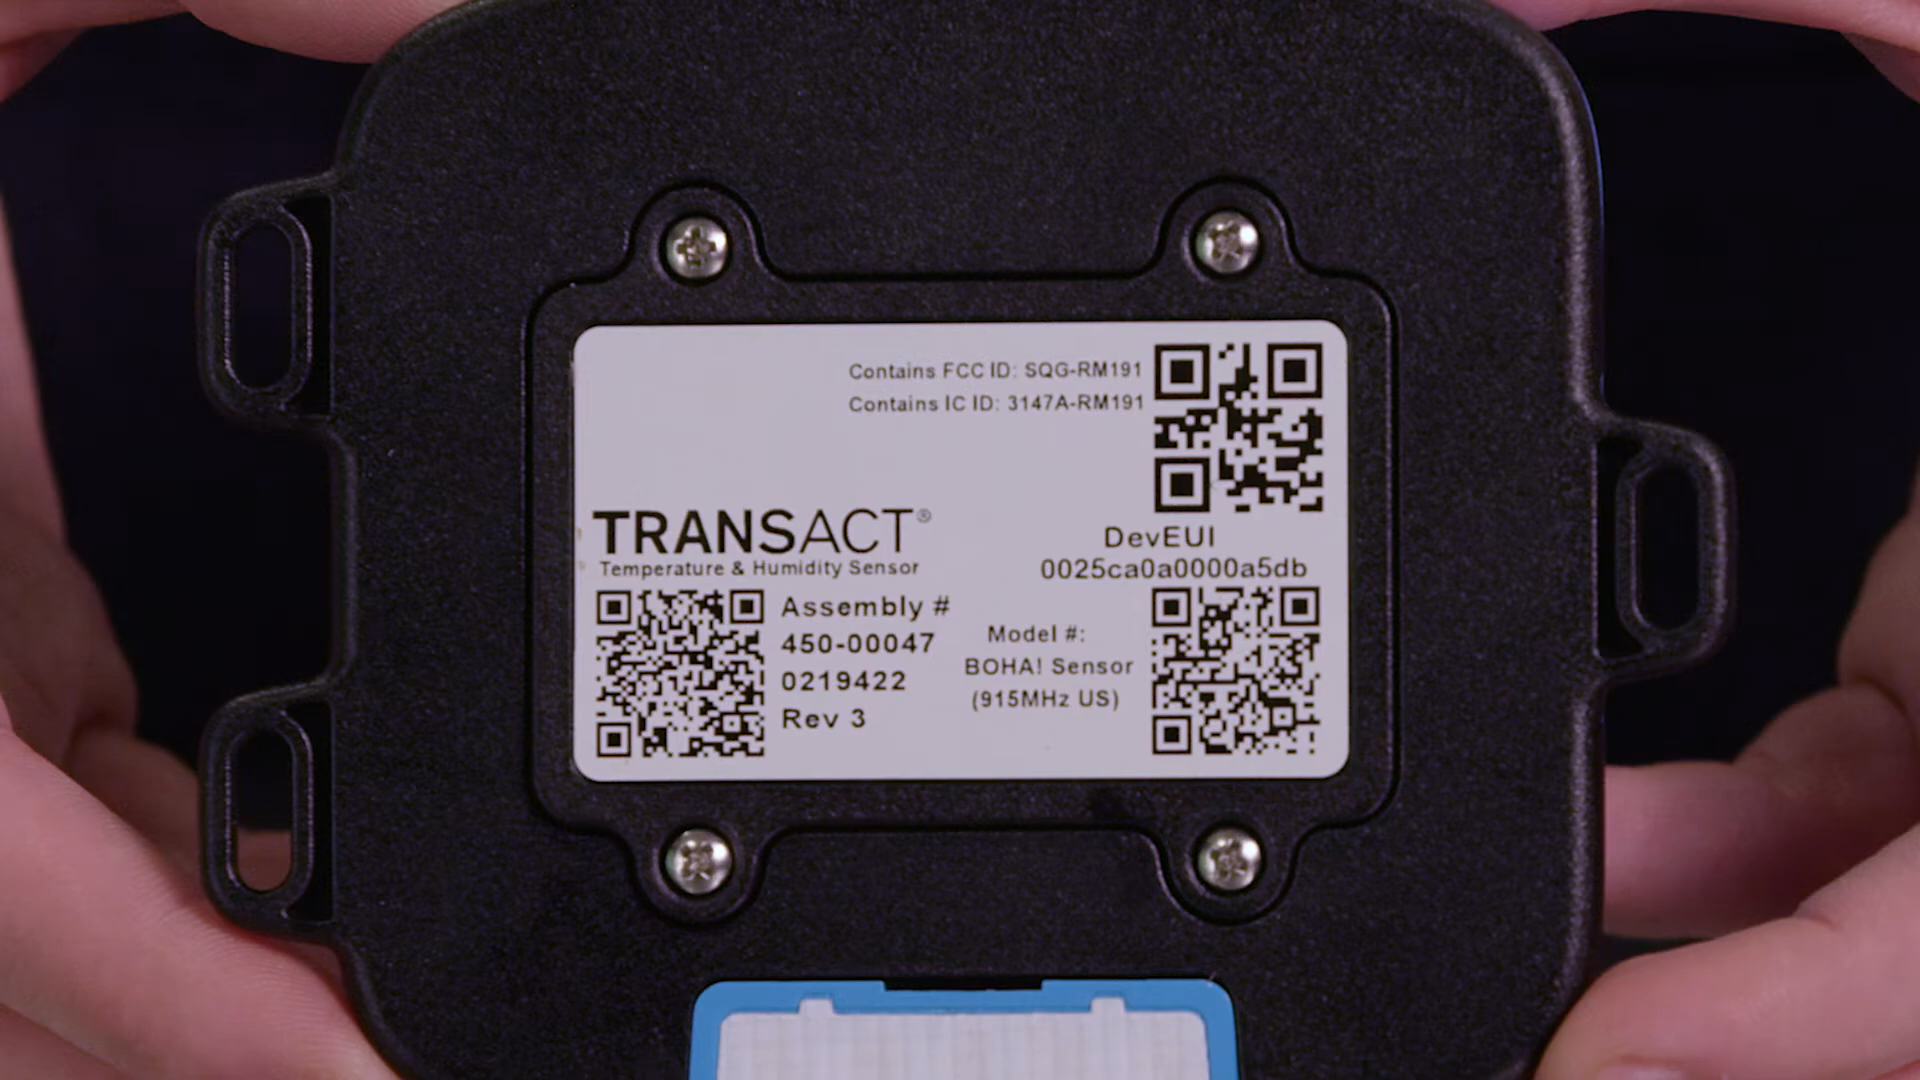 Contains FCC ID: SQG-RM191
Contains IC ID: 3147A-RM191
TRANSACT®
Temperature & Humidity Sensor
DevEUI
0025ca0a0000a5db
Assembly #
450-00047
0219422
Rev 3
Model #:
BOHA! Sensor
(915MHz US)